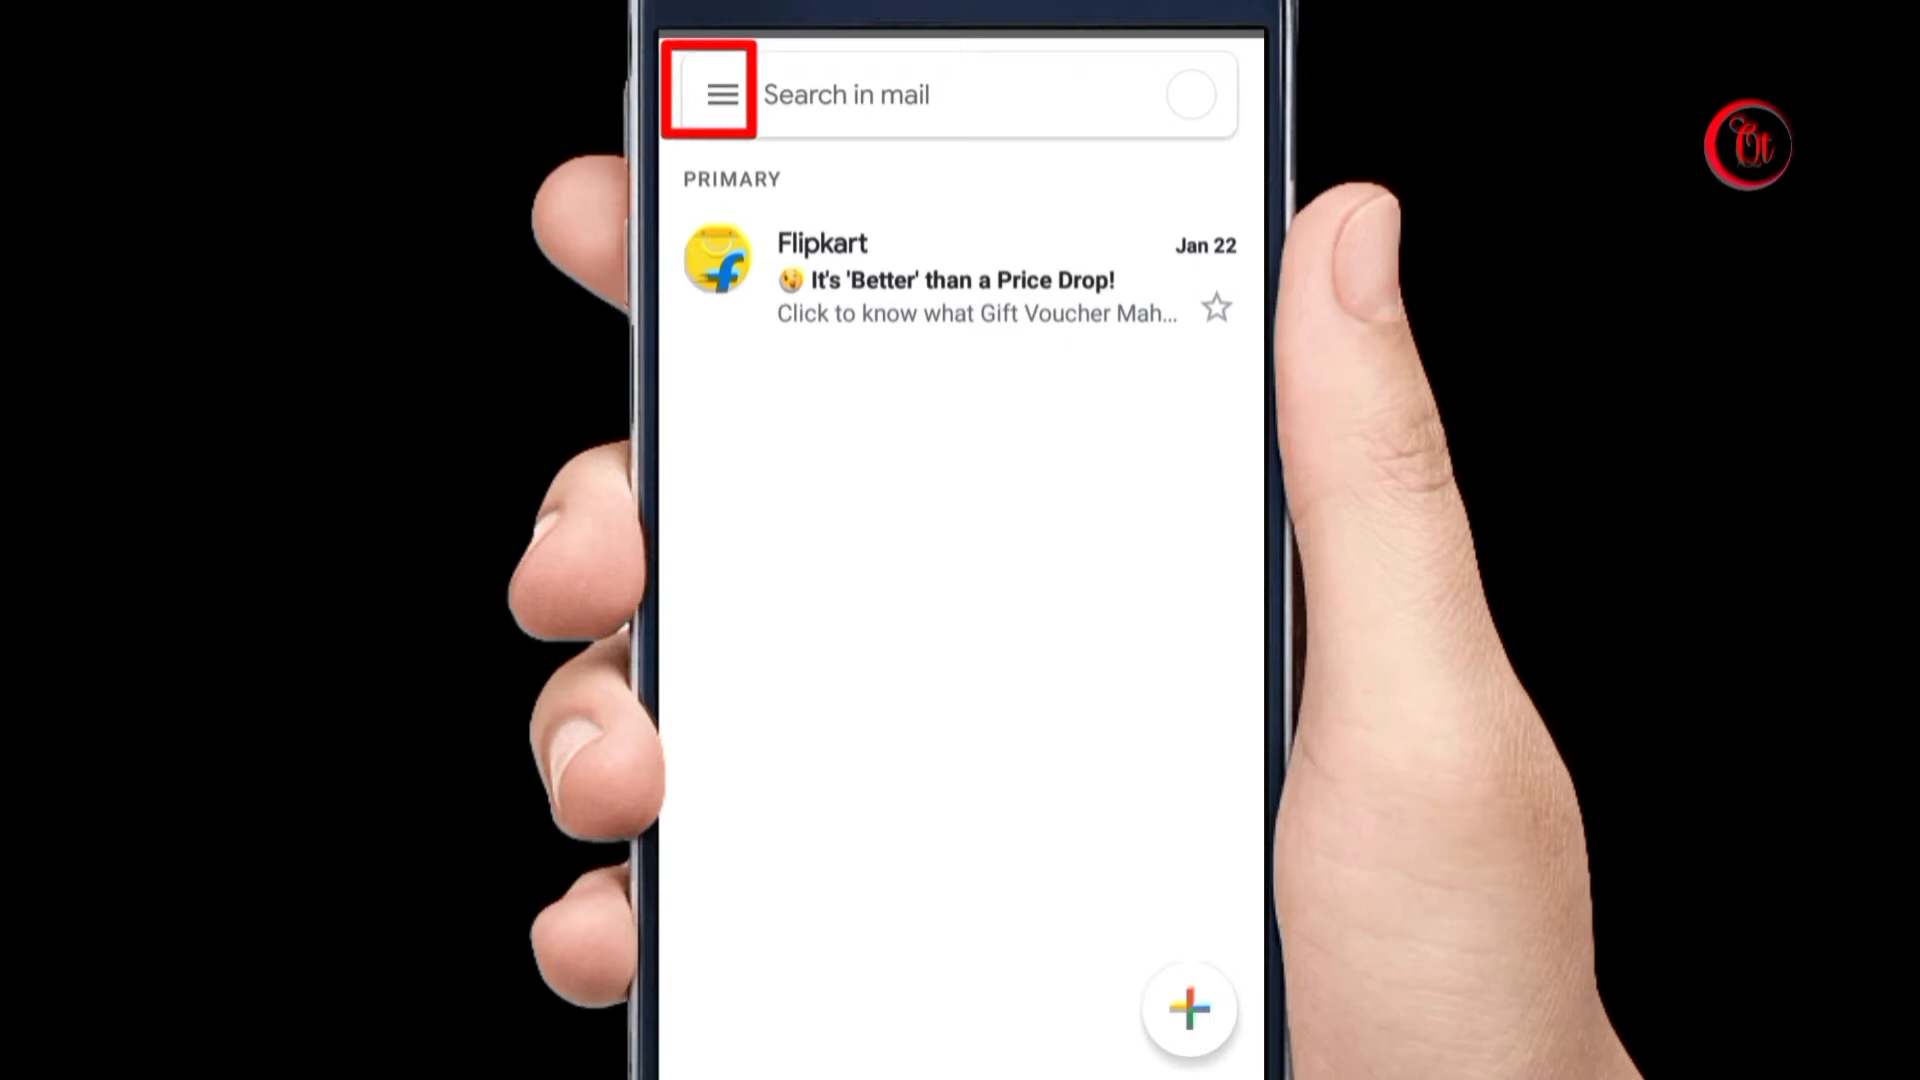 Search in mail
PRIMARY
Flipkart
Jan 22
😉 It's 'Better' than a Price Drop!
Click to know what Gift Voucher Mah...
Qt